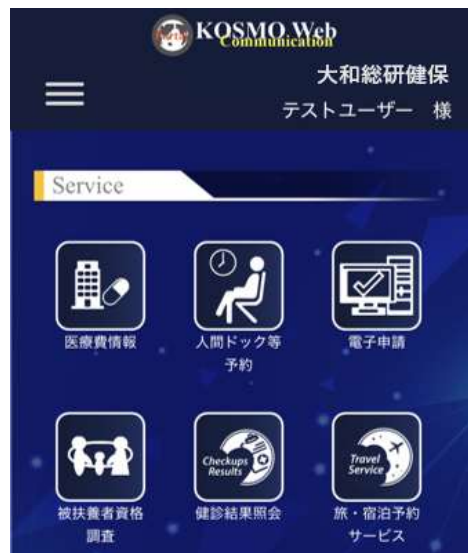 KOSMO Web
Communication
大和総研健保
テストユーザー 様
Service
医療費情報
人間ドック等
予約
電子申請
Checkups
Results
Travel
Service
被扶養者資格
調査
健診結果照会
旅・宿泊予約
サービス